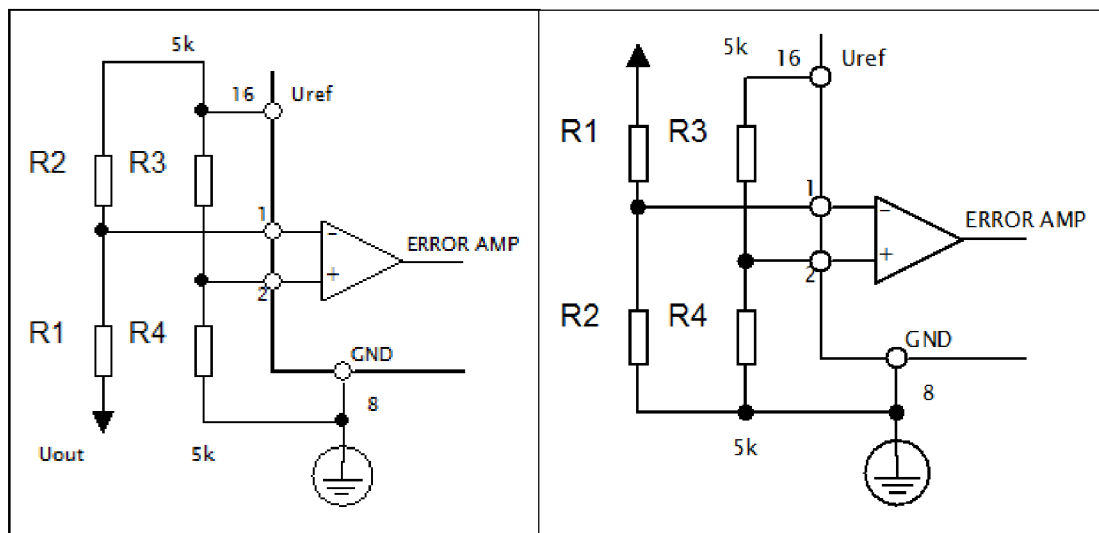 5k
16 Uref
R2 R3
1
ERROR AMP
2
R1 R4
GND
8
Uout 5k
5k
16 Uref
R1 R3
1
ERROR AMP
2
R2 R4
GND
8
5k